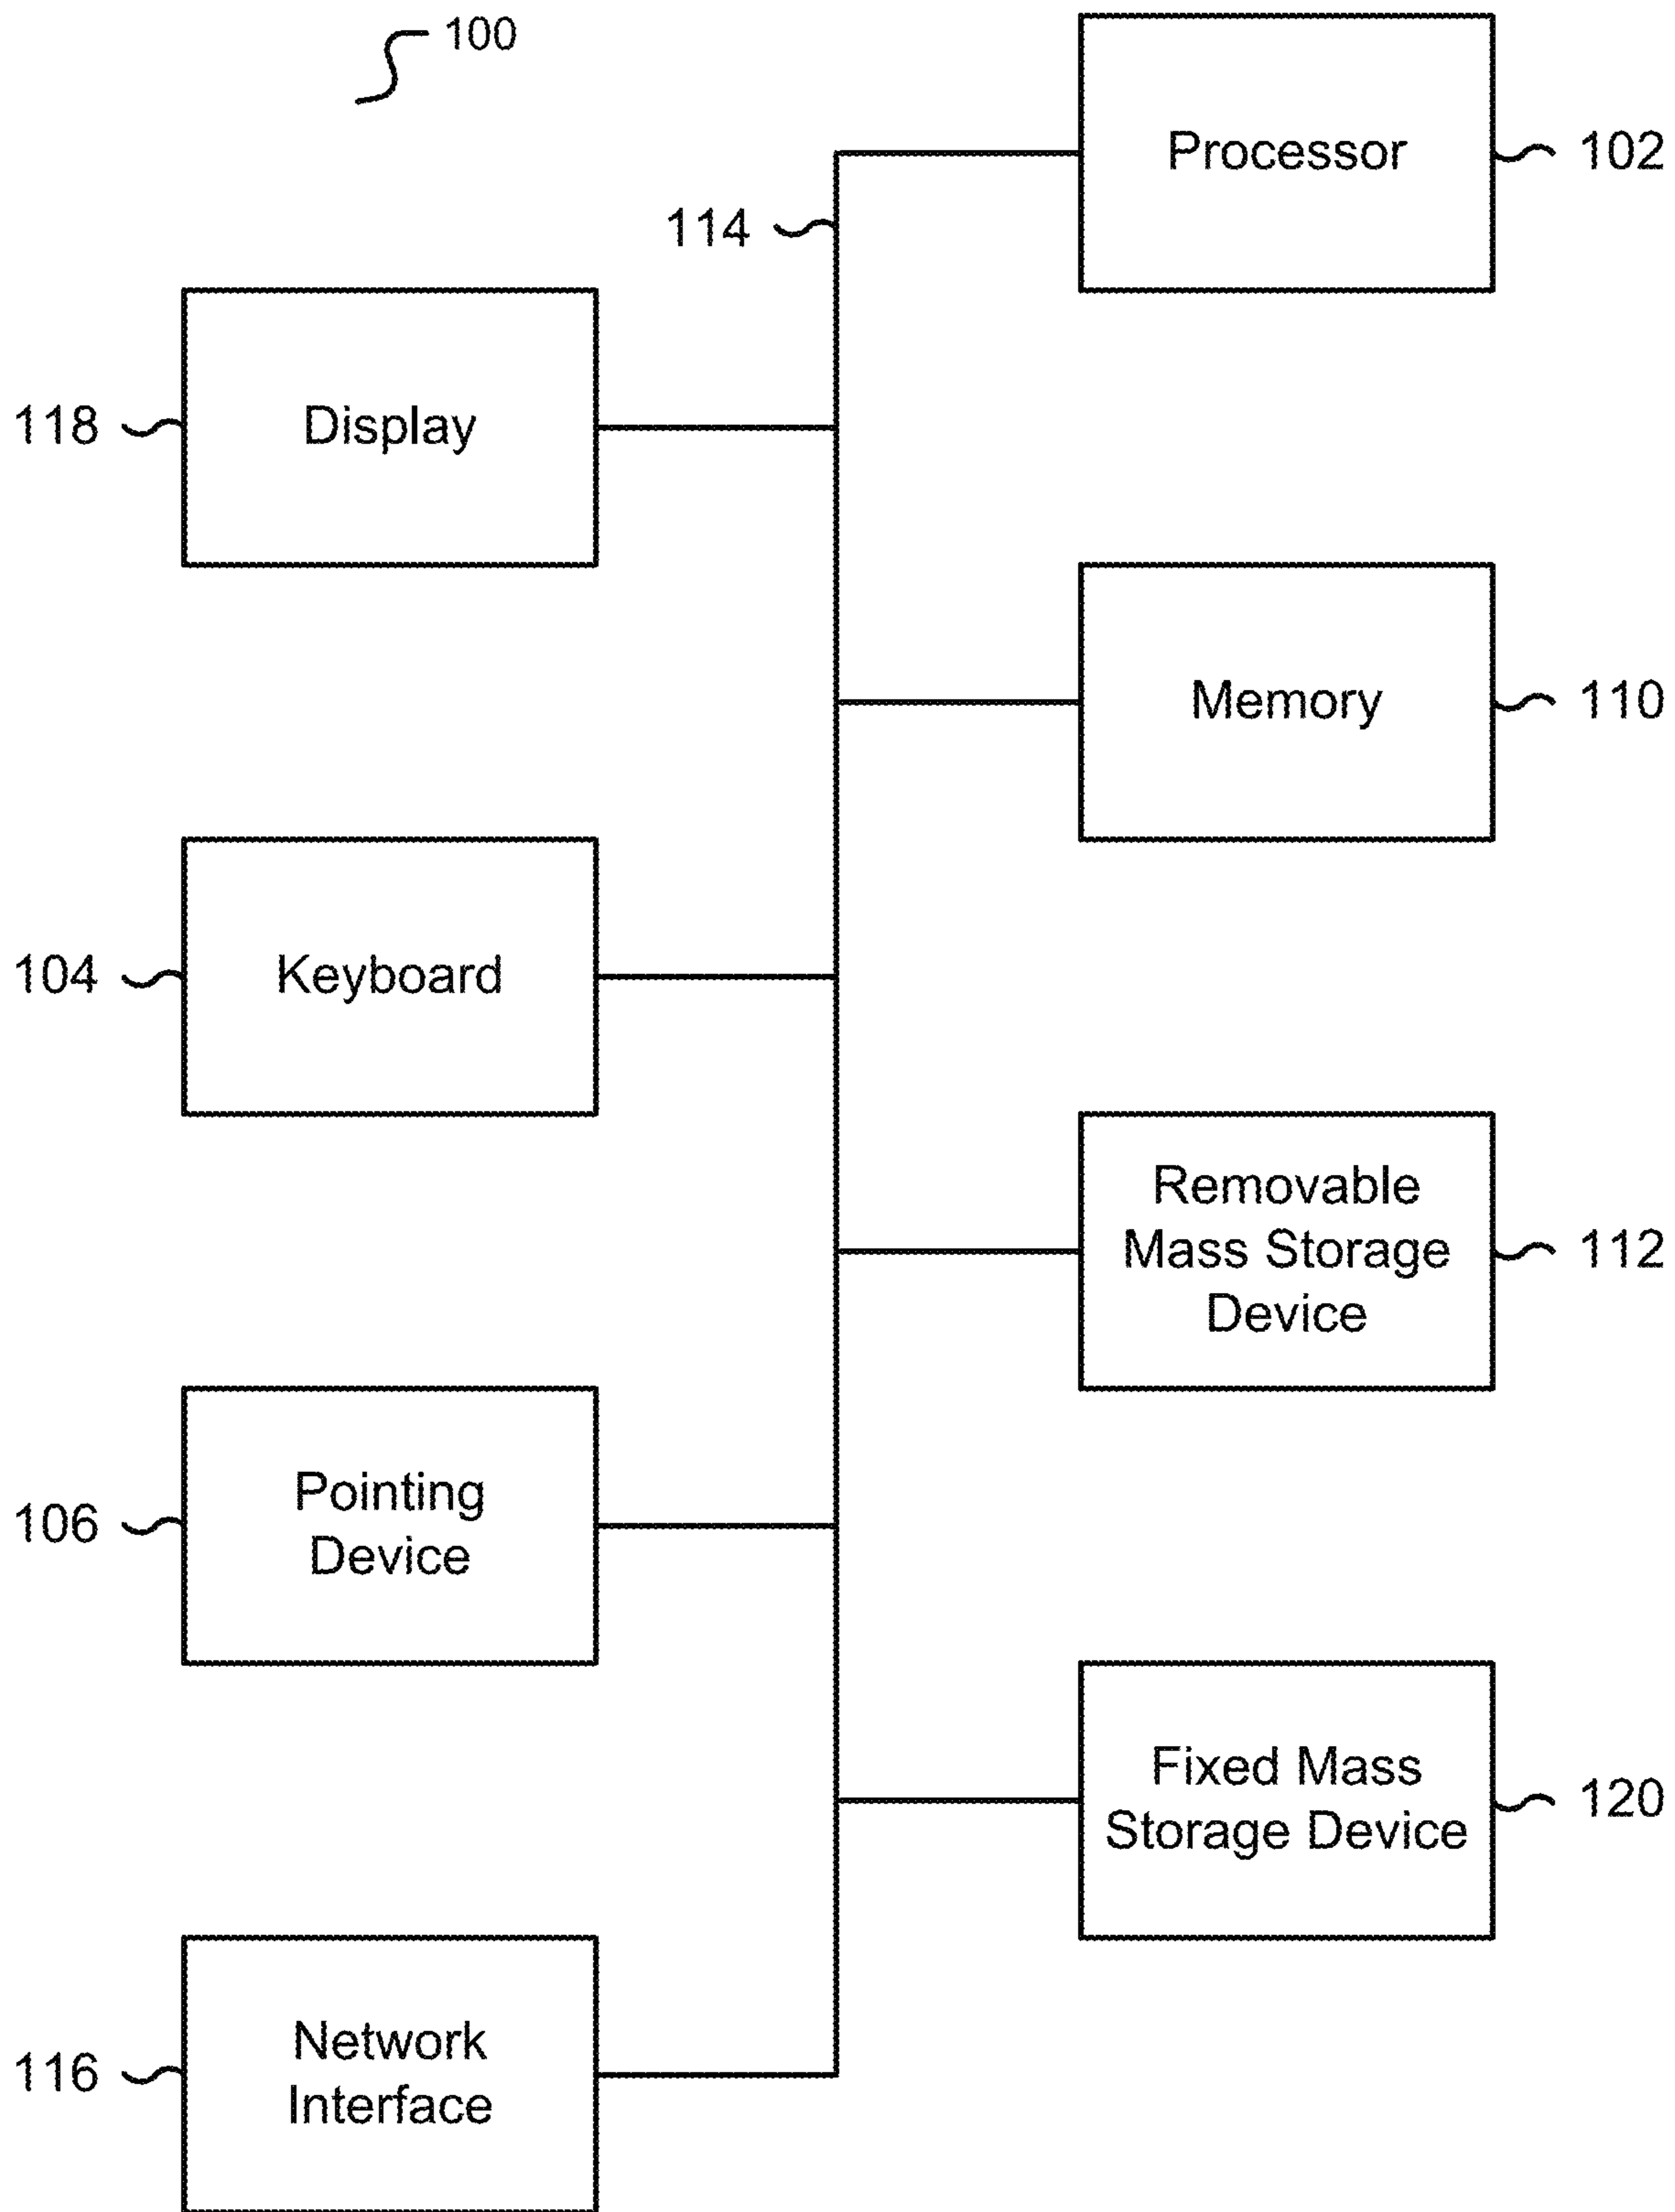 100
Processor
102
114
118
Display
Memory
110
104
Keyboard
Removable
Mass Storage
Device
112
106
Pointing
Device
Fixed Mass
Storage Device
120
116
Network
Interface